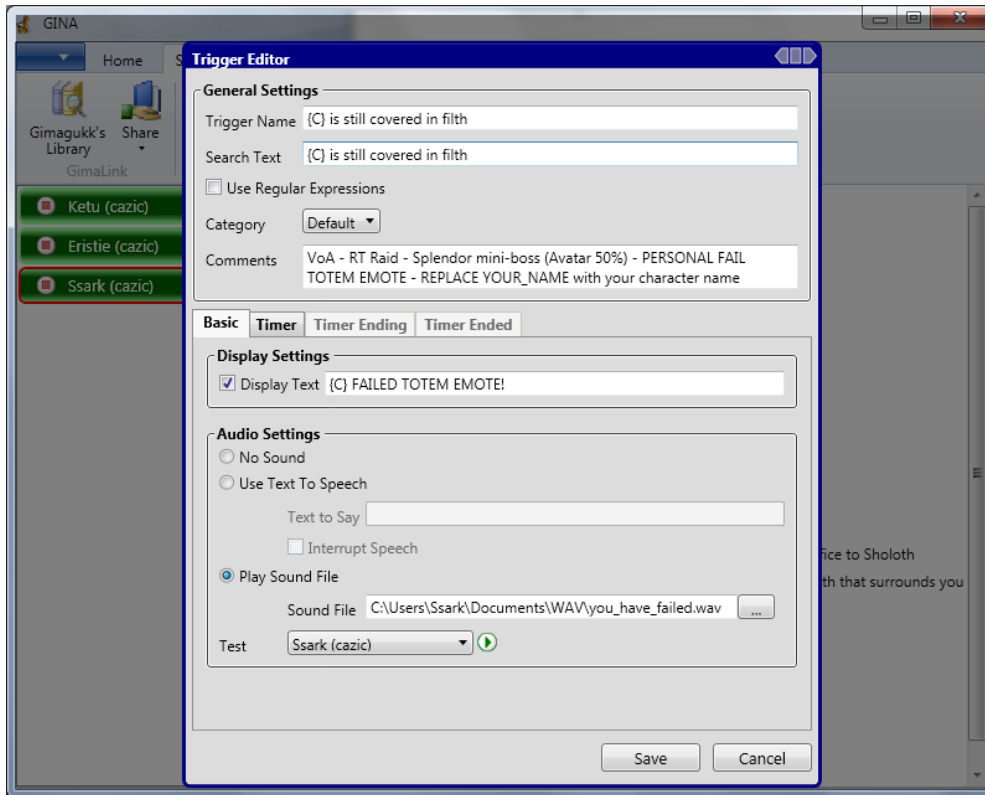 GINA
Home S
Gimagukk's Library
Share
GimaLink
Ketu (cazic)
Eristie (cazic)
Ssark (cazic)
Trigger Editor
General Settings
Trigger Name {C} is still covered in filth
Search Text {C} is still covered in filth
Use Regular Expressions
Category Default
Comments VoA - RT Raid - Splendor mini-boss (Avatar 50%) - PERSONAL FAIL
TOTEM EMOTE - REPLACE YOUR_NAME with your character name
Basic Timer Timer Ending Timer Ended
Display Settings
Display Text {C} FAILED TOTEM EMOTE!
Audio Settings
No Sound
Use Text To Speech
Text to Say
Interrupt Speech
Play Sound File
Sound File C:\Users\Ssark\Documents\WAV\you_have_failed.wav ...
Test Ssark (cazic)
Save Cancel
fice to Sholoth
th that surrounds you